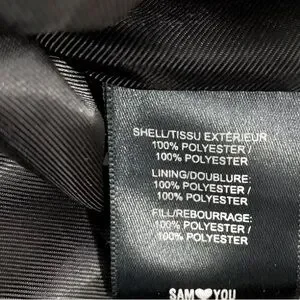 SHELL/TISSU EXTÉRIEUR
100% POLYESTER/
100% POLYESTER
LINING/DOUBLURE:
100% POLYESTER/
100% POLYESTER
FILL/REBOURRAGE:
100% POLYESTER/
100% POLYESTER
SAM♥YOU